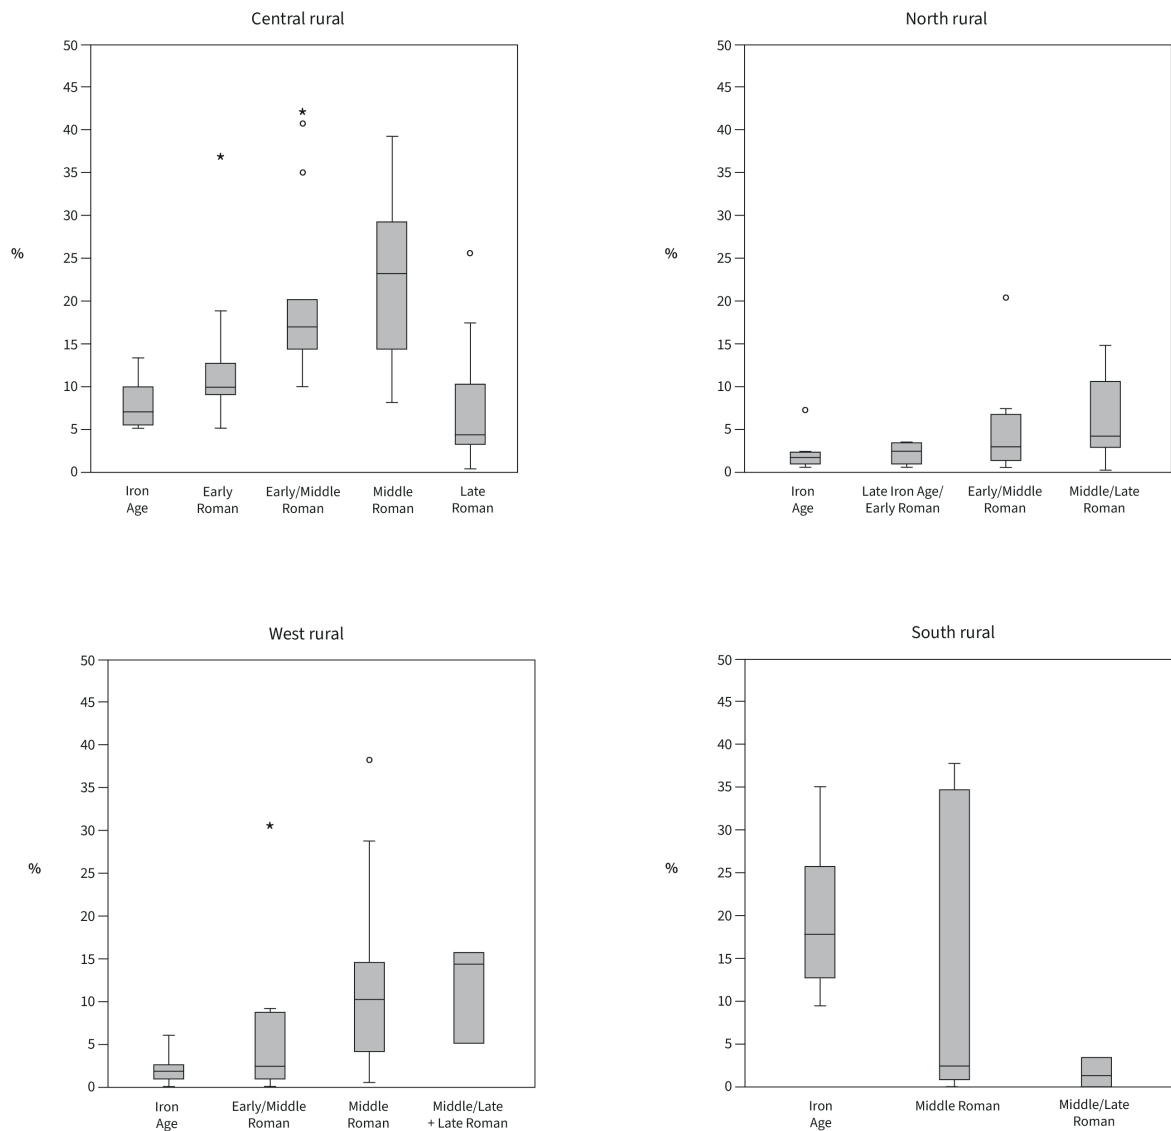 Central rural
50
45
40
35
30
25
20
15
10
5
0
%
Iron
Age
Early
Roman
Early/Middle
Roman
Middle
Roman
Late
Roman
North rural
50
45
40
35
30
25
20
15
10
5
0
%
Iron
Age
Late Iron Age/
Early Roman
Early/Middle
Roman
Middle/Late
Roman
West rural
50
45
40
35
30
25
20
15
10
5
0
%
Iron
Age
Early/Middle
Roman
Middle
Roman
Middle/Late
+ Late Roman
South rural
50
45
40
35
30
25
20
15
10
5
0
%
Iron
Age
Middle Roman
Middle/Late
Roman